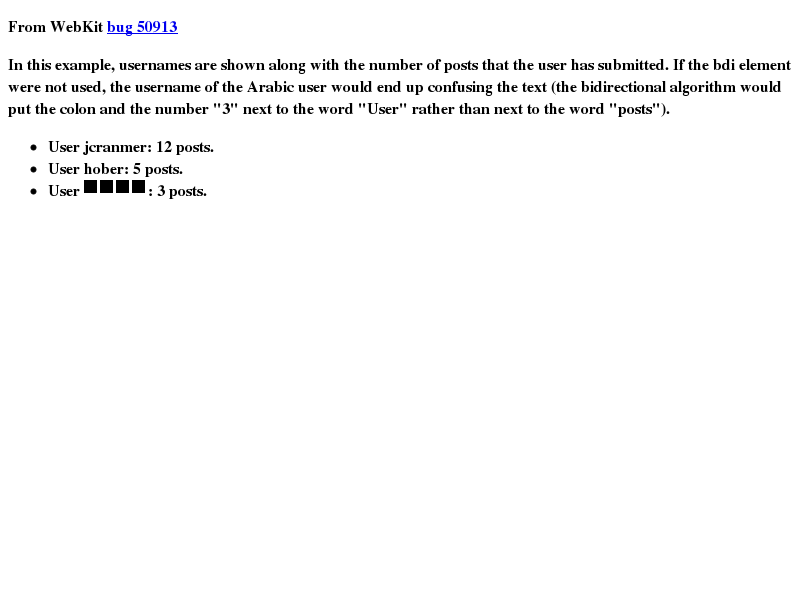 From WebKit bug 50913
In this example, usernames are shown along with the number of posts that the user has submitted. If the bdi element
were not used, the username of the Arabic user would end up confusing the text (the bidirectional algorithm would
put the colon and the number "3" next to the word "User" rather than next to the word "posts").
User jcranmer: 12 posts.
User hober: 5 posts.
User : 3 posts.